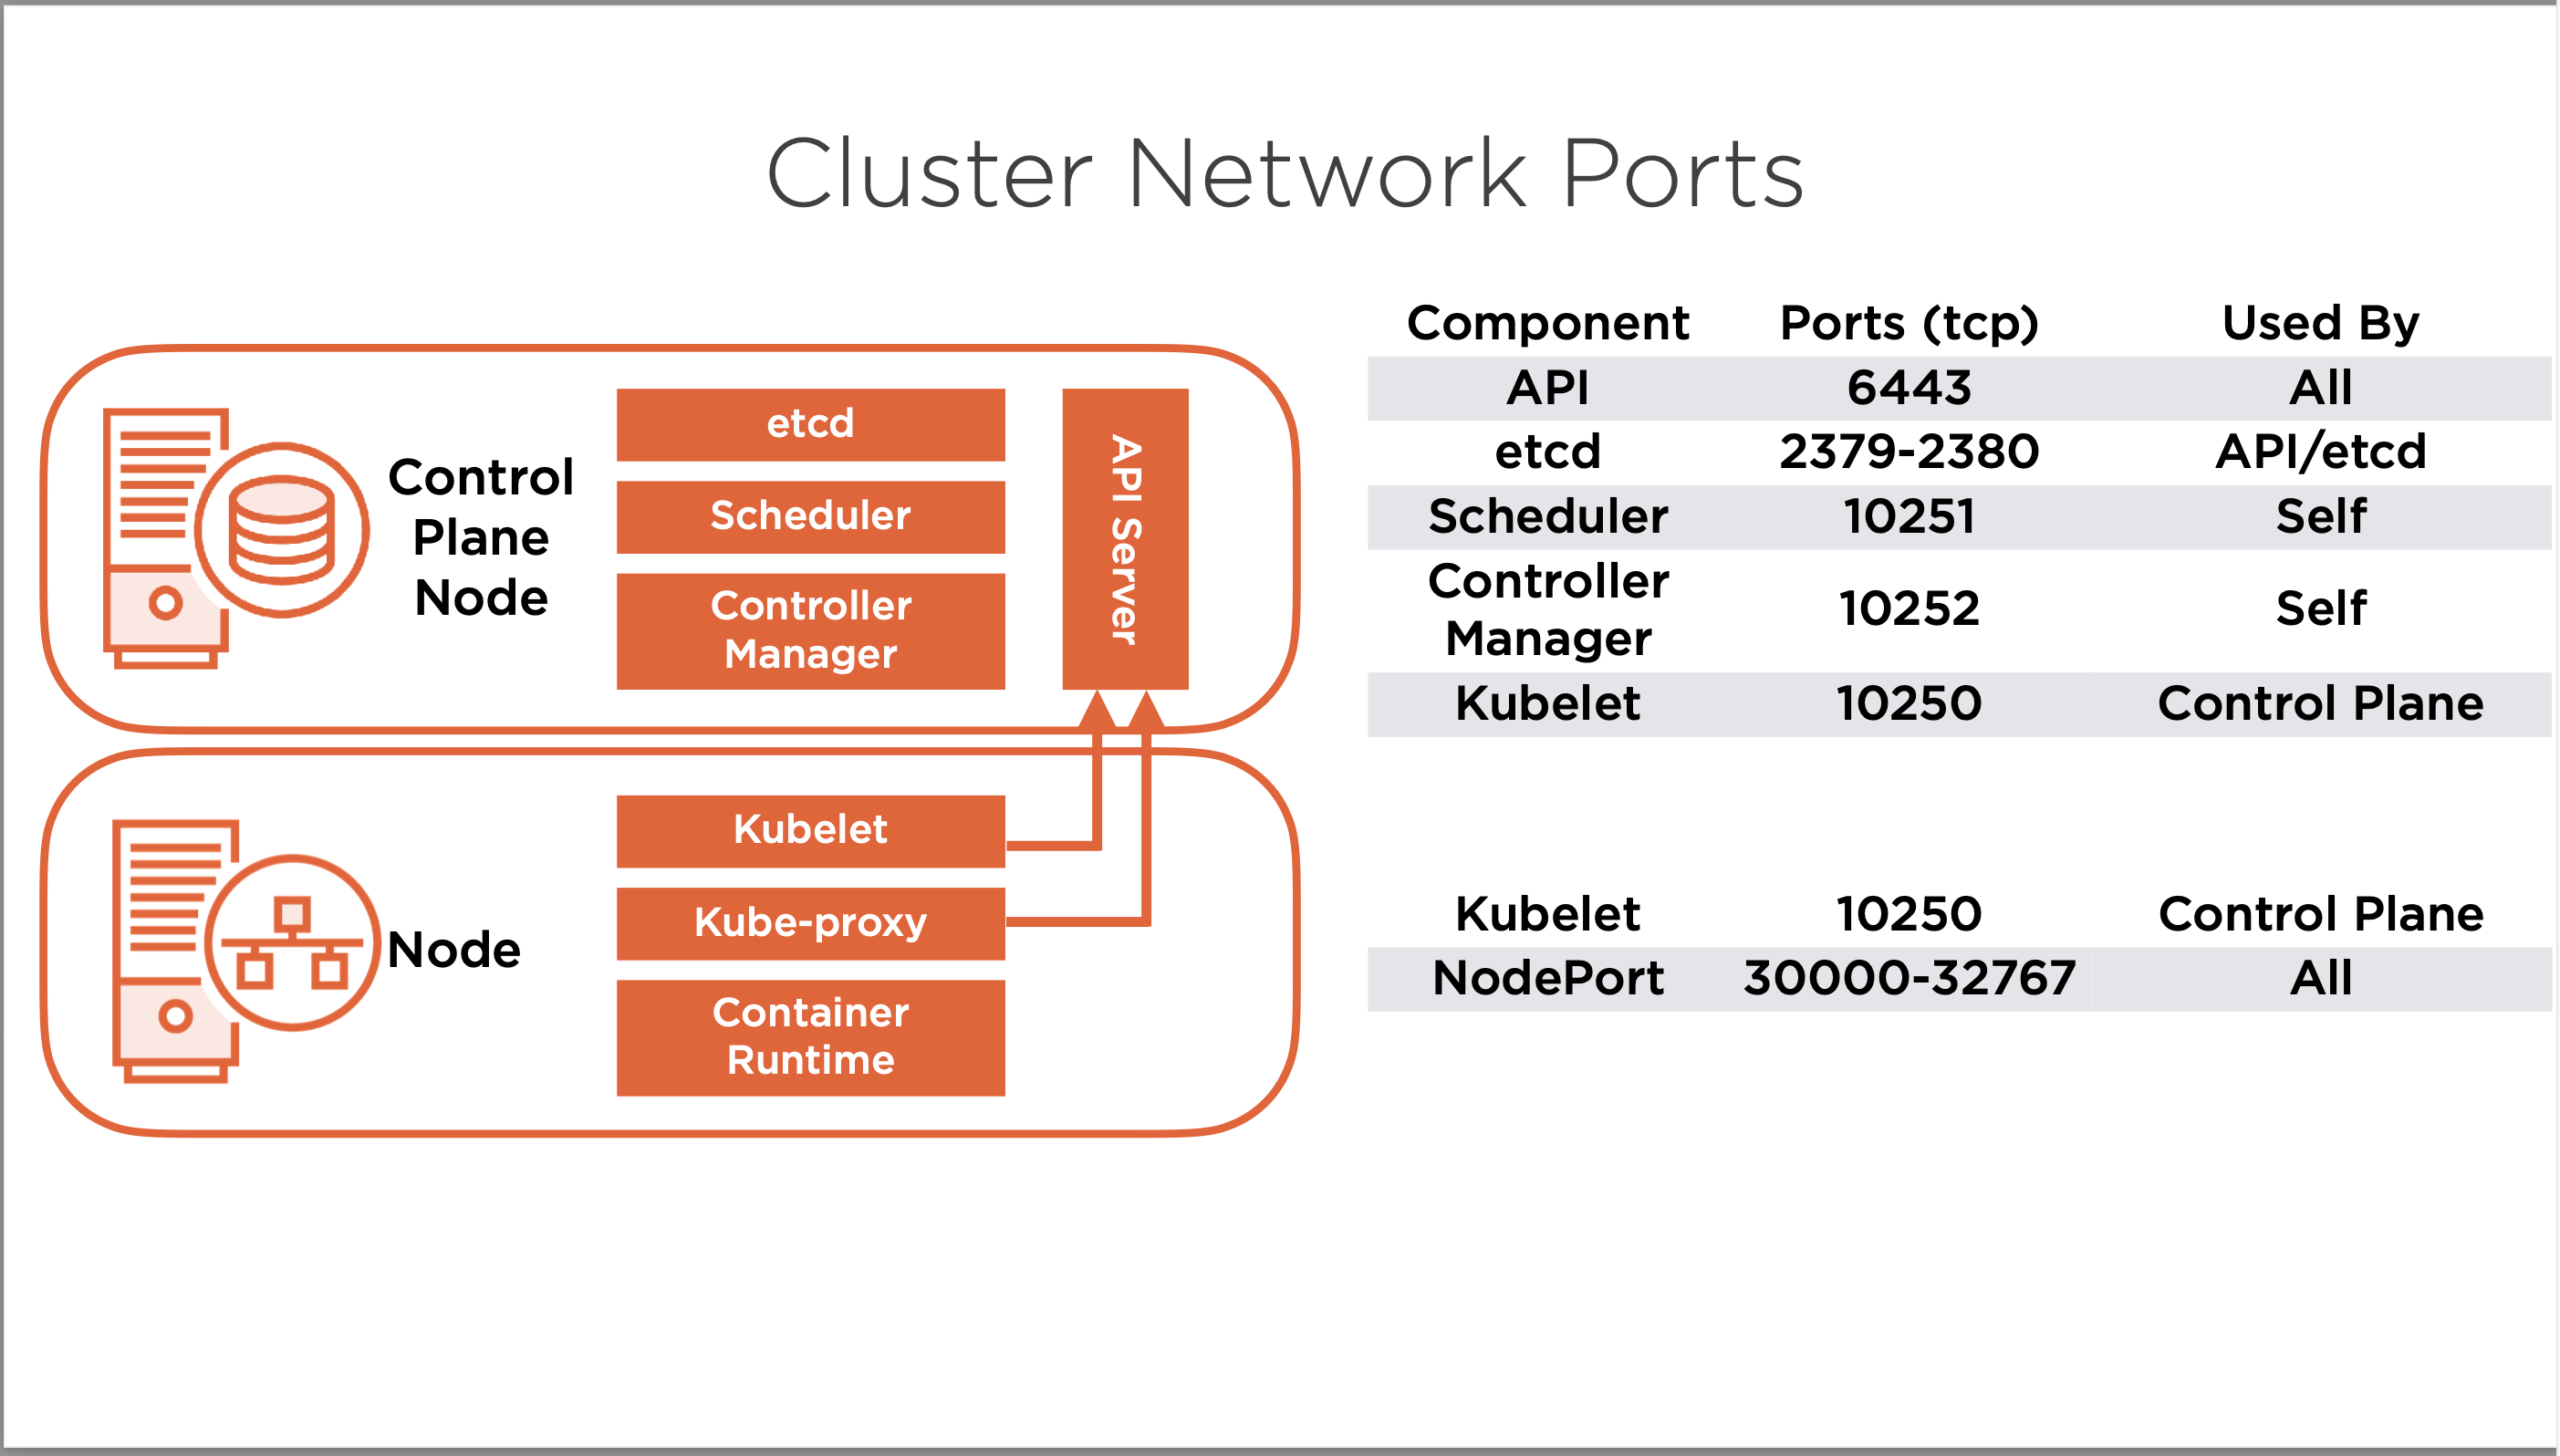 Cluster Network Ports
Control
Plane
Node
etcd
Scheduler
Controller
Manager
API Server
Node
Kubelet
Kube-proxy
Container
Runtime
Component Ports (tcp) Used By
API 6443 All
etcd 2379-2380 API/etcd
Scheduler 10251 Self
Controller
Manager 10252 Self
Kubelet 10250 Control Plane
Kubelet 10250 Control Plane
NodePort 30000-32767 All